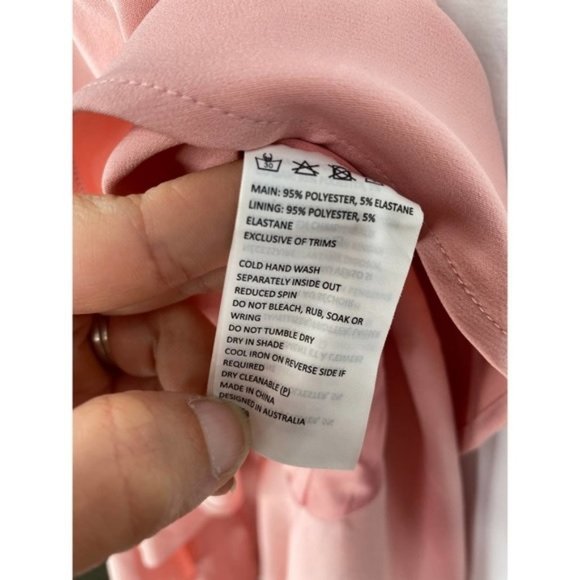 30
MAIN: 95% POLYESTER, 5% ELASTANE
LINING: 95% POLYESTER, 5%
ELASTANE
EXCLUSIVE OF TRIMS
COLD HAND WASH
SEPARATELY INSIDE OUT
REDUCED SPIN
DO NOT BLEACH, RUB, SOAK OR
WRING
DO NOT TUMBLE DRY
DRY IN SHADE
COOL IRON ON REVERSE SIDE IF
REQUIRED
DRY CLEANABLE (P)
MADE IN CHINA
DESIGNED IN AUSTRALIA